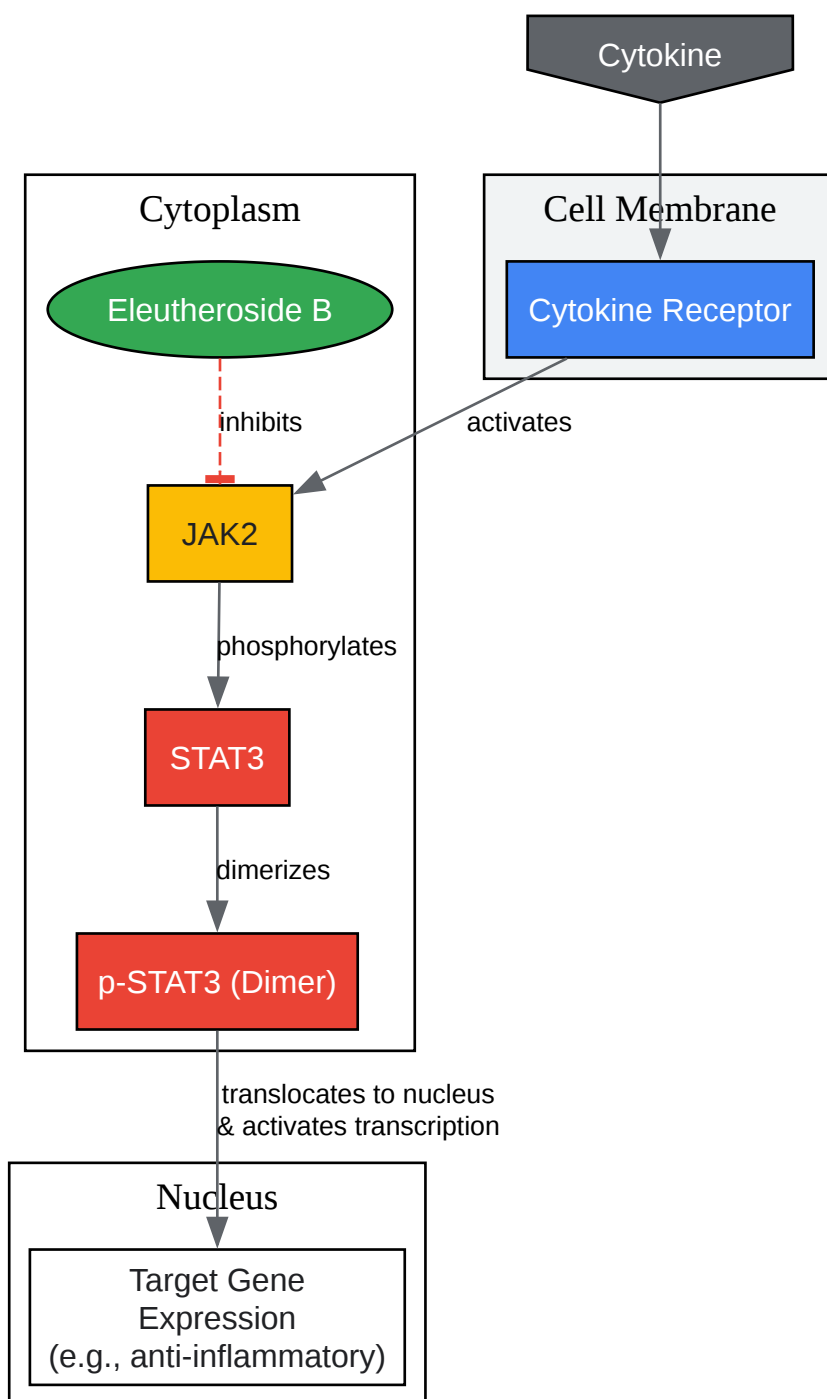 Cytokine
Cytoplasm
Cell Membrane
Eleutheroside B
Cytokine Receptor
inhibits
activates
JAK2
phosphorylates
STAT3
dimerizes
p-STAT3 (Dimer)
translocates to nucleus
& activates transcription
Nucleus
Target Gene
Expression
(e.g., anti-inflammatory)